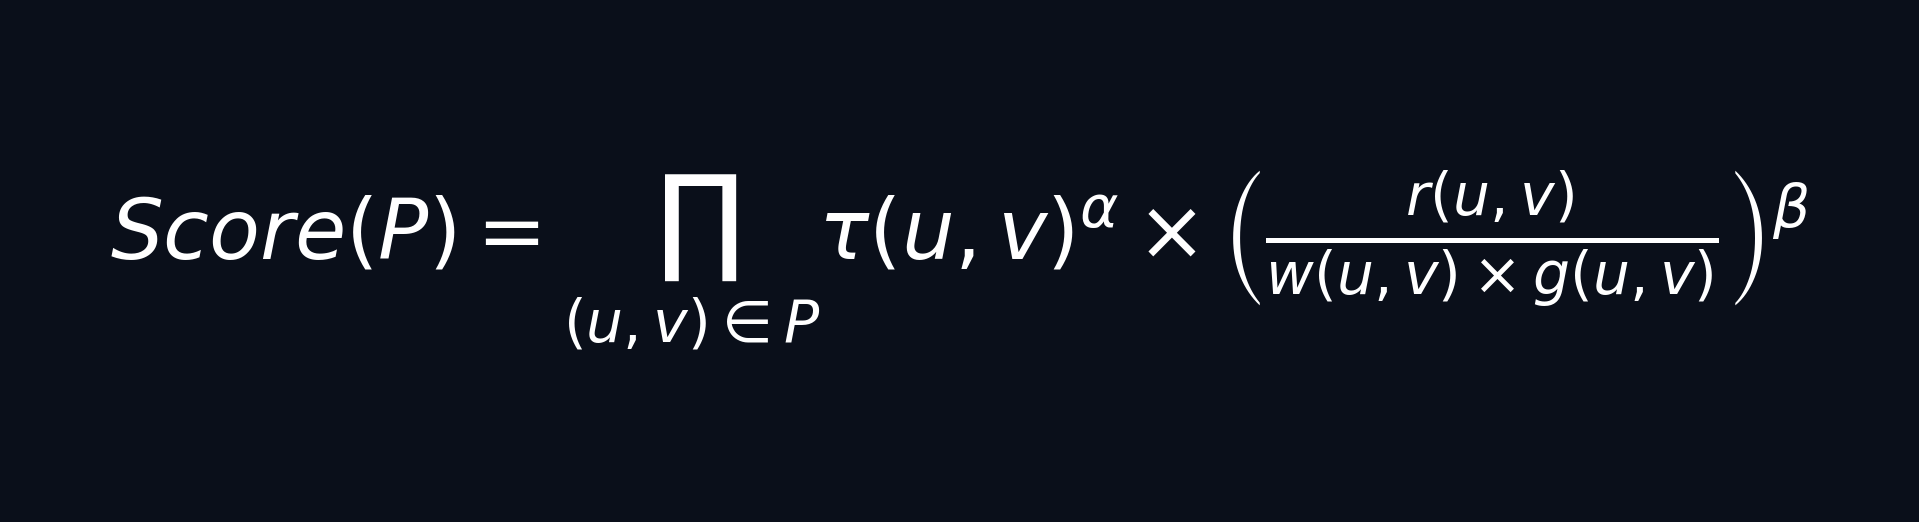 Score(P) = ∏_{(u, v) ∈ P} τ(u, v)^α × ( r(u, v) / w(u, v) × g(u, v) )^β